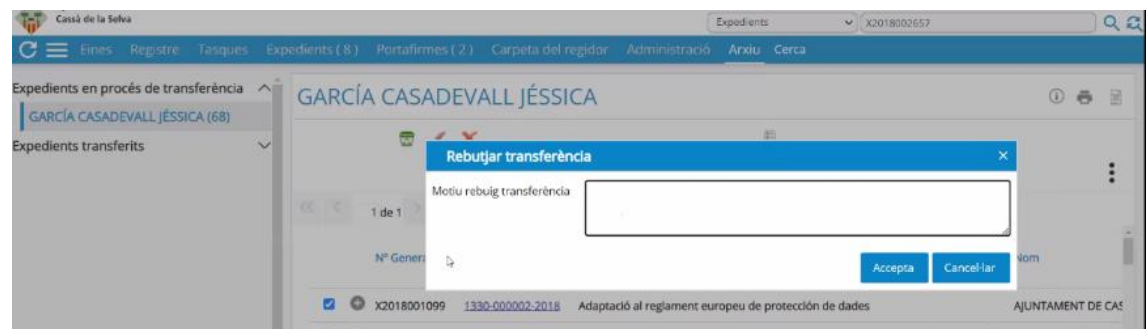 Cassà de la Selva
Expedients
X2018002657
Eines Registre Tasques Expedients ( 8 ) Portafirmes ( 2 ) Carpeta del regidor Administració Arxiu Cerca
Expedients en procés de transferència
GARCÍA CASADEVALL JÉSSICA (68)
Expedients transferits
GARCÍA CASADEVALL JÉSSICA
Rebutjar transferència
Motiu rebuig transferència
1 de 1
Accepta Cancel·lar
Nº Genera
Nom
X2018001099 1330-000002-2018 Adaptació al reglament europeu de protección de dades AJUNTAMENT DE CAS